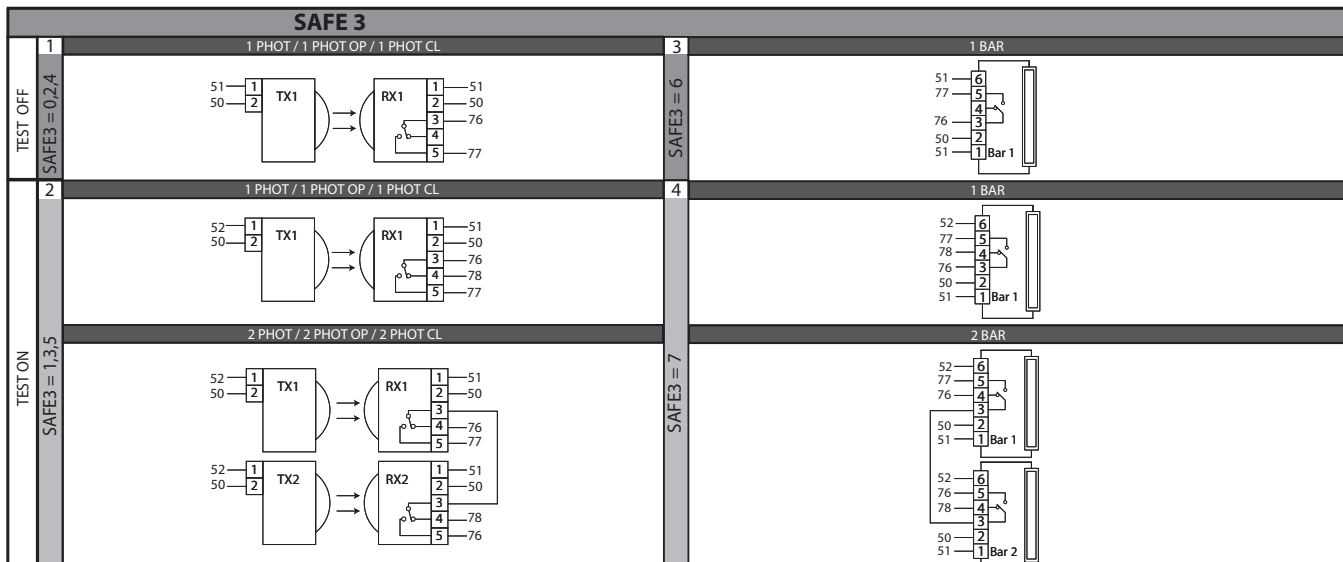 SAFE 3
TEST OFF
1
SAFE3 = 0,2,4
1 PHOT / 1 PHOT OP / 1 PHOT CL
51 1 TX1 RX1 1 51
50 2 2 50
3 76
4
5 77
3
SAFE3 = 6
1 BAR
51 6
77 5
4
76 3
50 2
51 1 Bar 1
TEST ON
2
SAFE3 = 1,3,5
1 PHOT / 1 PHOT OP / 1 PHOT CL
52 1 TX1 RX1 1 51
50 2 2 50
3 76
4 78
5 77
2 PHOT / 2 PHOT OP / 2 PHOT CL
52 1 TX1 RX1 1 51
50 2 2 50
3
4 76
5 77
52 1 TX2 RX2 1 51
50 2 2 50
3
4 78
5 76
4
SAFE3 = 7
1 BAR
52 6
77 5
78 4
76 3
50 2
51 1 Bar 1
2 BAR
52 6
77 5
76 4
3
50 2
51 1 Bar 1
52 6
76 5
78 4
3
50 2
51 1 Bar 2